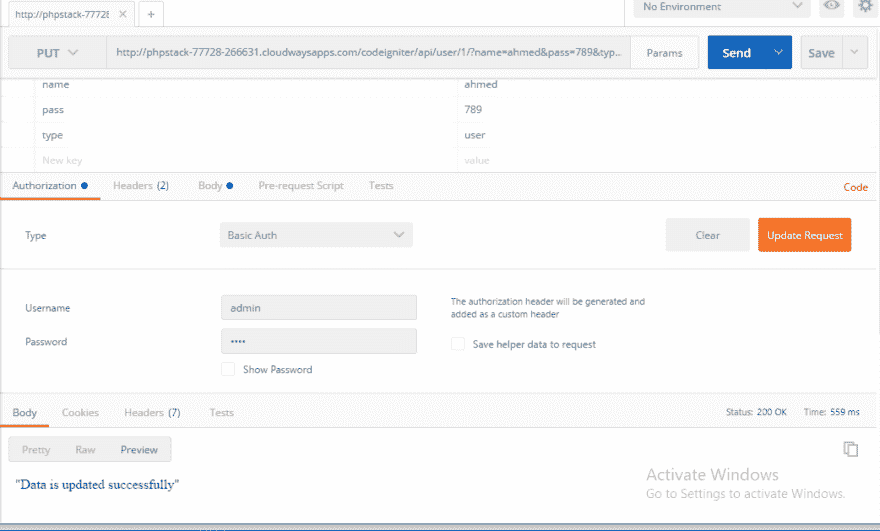 http://phpstack-77728
No Environment
PUT
http://phpstack-77728-266631.cloudwaysapps.com/codeigniter/api/user/1/?name=ahmed&pass=789&typ...
Params
Send
Save
name ahmed
pass 789
type user
New key value
Authorization Headers (2) Body Pre-request Script Tests Code
Type Basic Auth Clear Update Request
Username admin The authorization header will be generated and
added as a custom header
Password •••• Save helper data to request
Show Password
Body Cookies Headers (7) Tests Status: 200 OK Time: 559 ms
Pretty Raw Preview
"Data is updated successfully"
Activate Windows
Go to Settings to activate Windows.